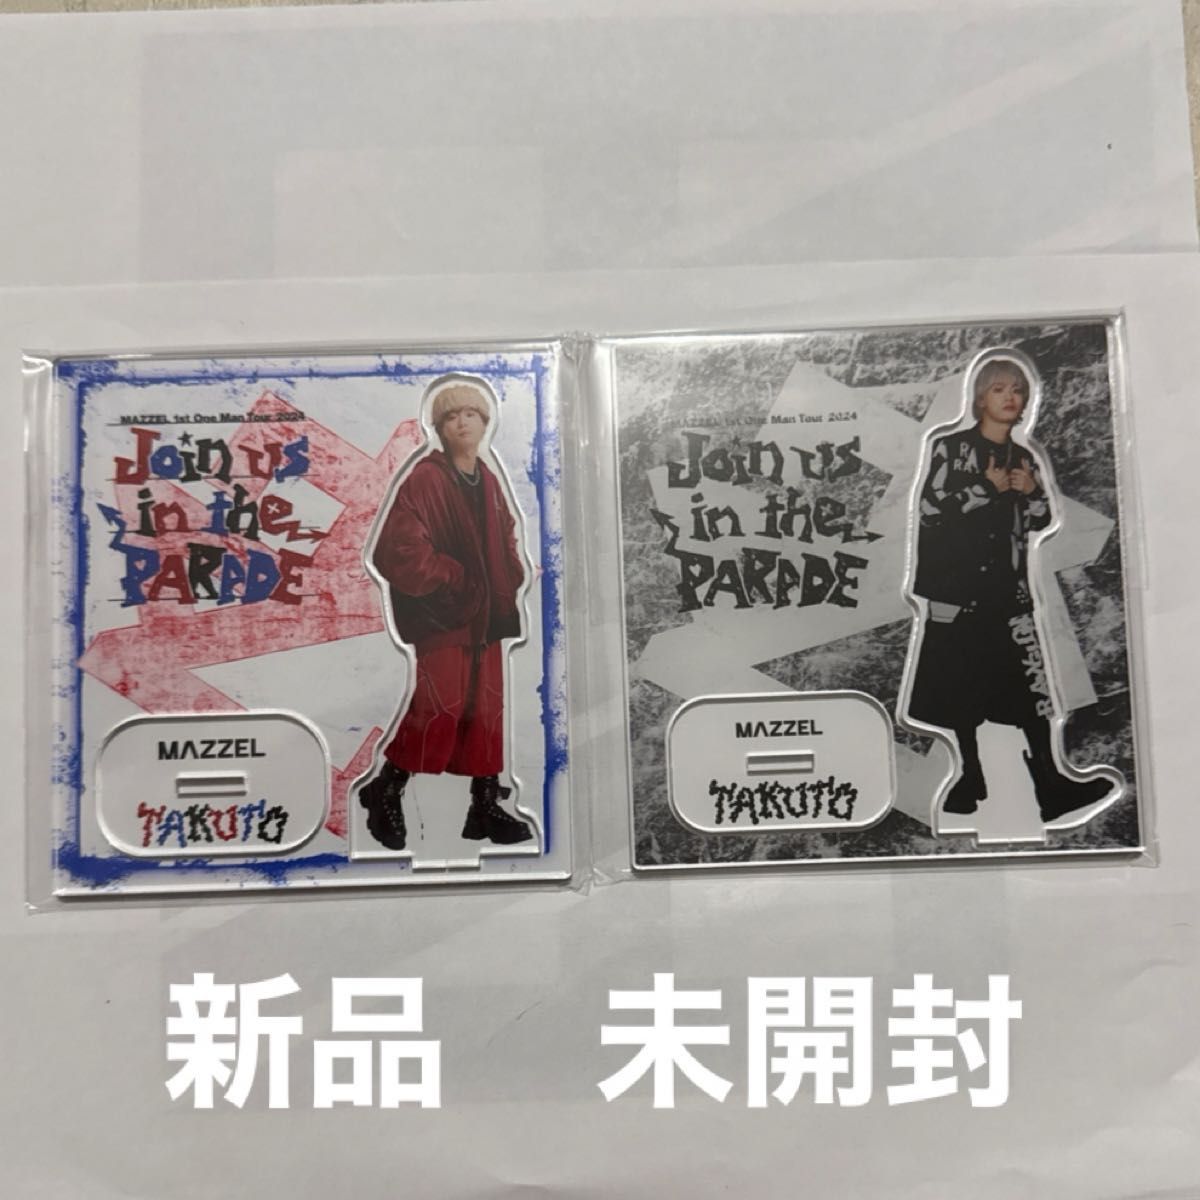 MAZZEL 1st One Man Tour 2024
Join us
in the
PARADE
MAZZEL
TAKUTO
MAZZEL 1st One Man Tour 2024
Join us
in the
PARADE
MAZZEL
TAKUTO
新品 未開封